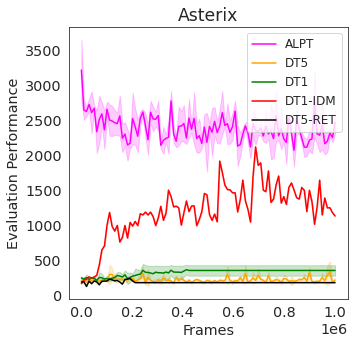 Asterix
Evaluation Performance
3500
3000
2500
2000
1500
1000
500
0
ALPT
DT5
DT1
DT1-IDM
DT5-RET
0.0 0.2 0.4 0.6 0.8 1.0
Frames
1e6